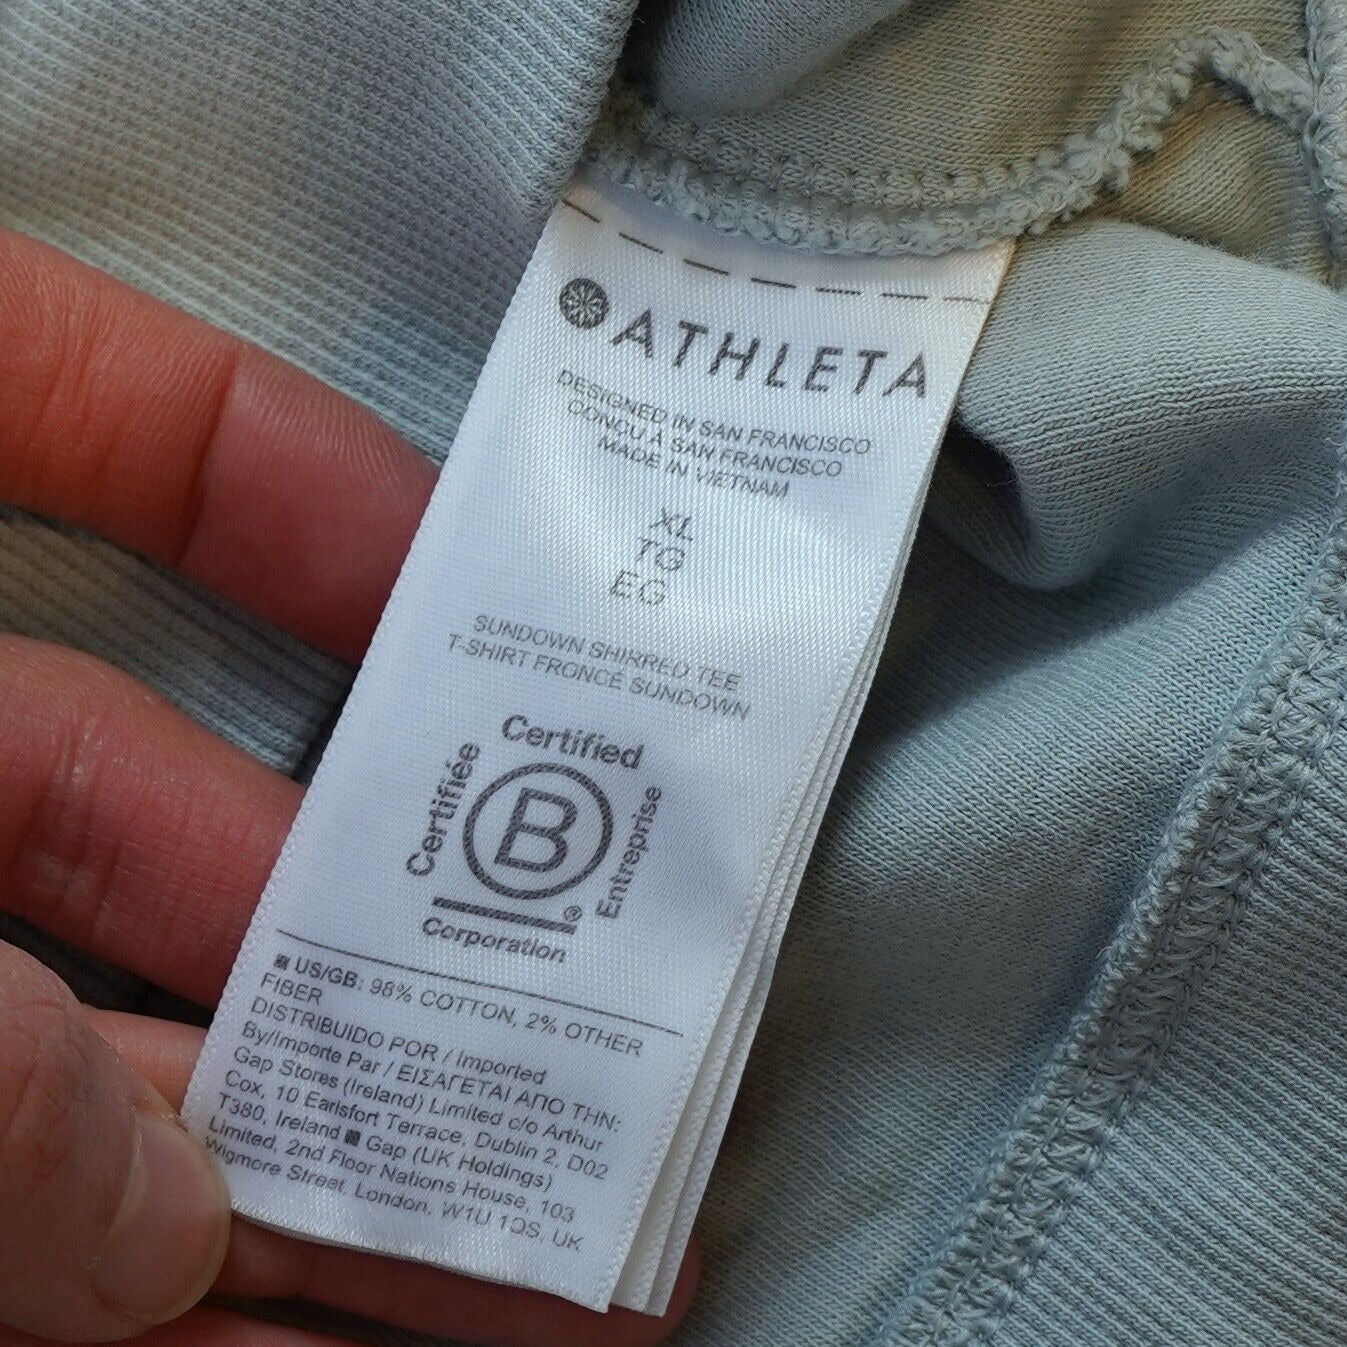 ATHLETA
DESIGNED IN SAN FRANCISCO
CONÇU À SAN FRANCISCO
MADE IN VIETNAM
XL
TG
EG
SUNDOWN SHIRRED TEE
T-SHIRT FRONCÉ SUNDOWN
Certified
Certifiée
B
Entreprise
®
Corporation
US/GB: 98% COTTON, 2% OTHER
FIBER
DISTRIBUIDO POR / Imported
By/Importe Par / ΕΙΣΑΓΕΤΑΙ ΑΠΟ ΤΗΝ:
Gap Stores (Ireland) Limited c/o Arthur
Cox, 10 Earlsfort Terrace, Dublin 2, D02
T380, Ireland Gap (UK Holdings)
Limited, 2nd Floor Nations House, 103
Wigmore Street, London, W1U 1QS, UK